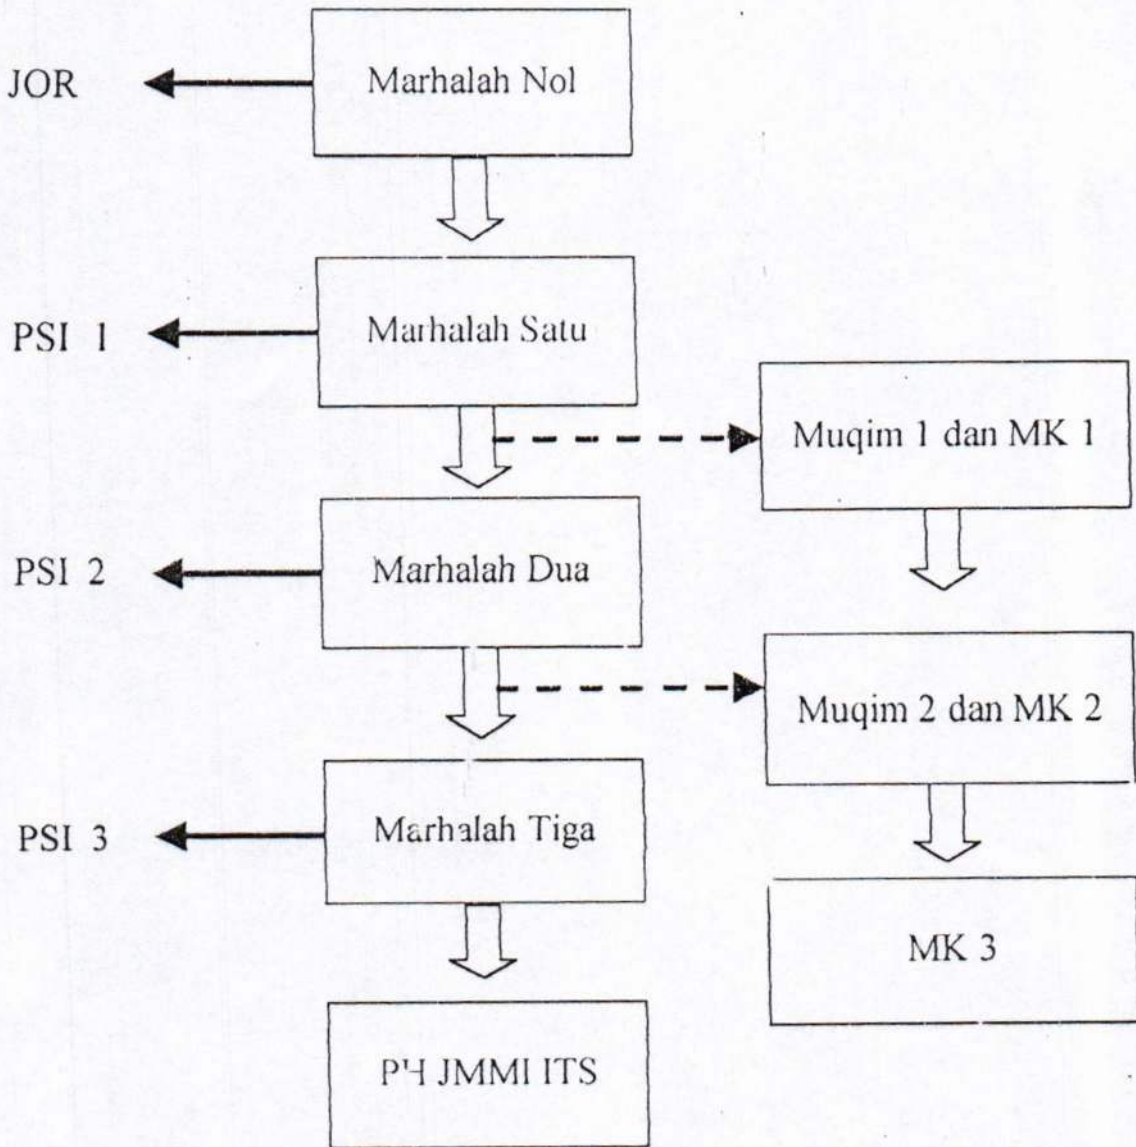 JOR
Marhalah Nol
PSI 1
Marhalah Satu
Muqim 1 dan MK 1
PSI 2
Marhalah Dua
Muqim 2 dan MK 2
PSI 3
Marhalah Tiga
MK 3
PH JMMI ITS